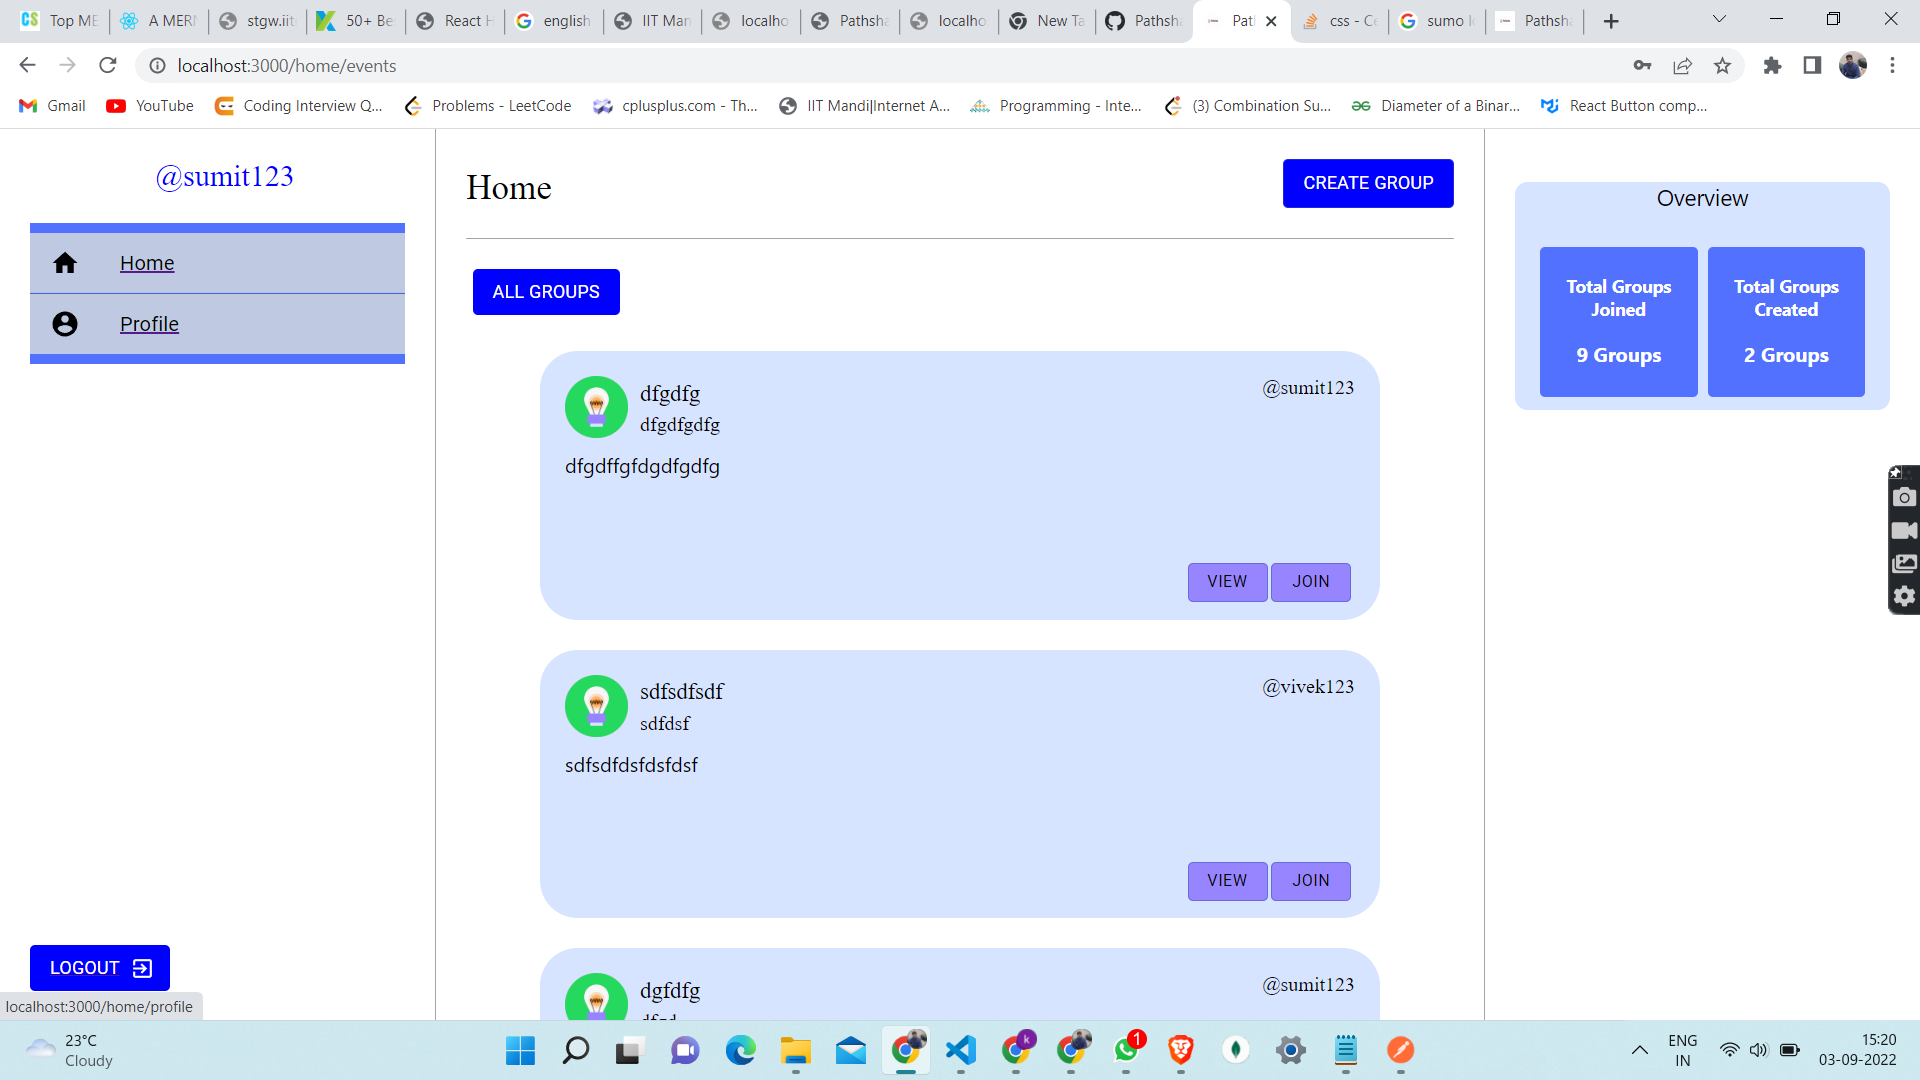 Top ME
A MERN
stgw.iit
50+ Be
React H
english
IIT Man
localho
Pathsha
localho
New Ta
Pathsha
Pat
css - Ce
sumo l
Pathsha
localhost:3000/home/events
Gmail
YouTube
Coding Interview Q...
Problems - LeetCode
cplusplus.com - Th...
IIT Mandi|Internet A...
Programming - Inte...
(3) Combination Su...
Diameter of a Binar...
React Button comp...
@sumit123
Home
Profile
LOGOUT
localhost:3000/home/profile
Home
CREATE GROUP
ALL GROUPS
dfgdfg
@sumit123
dfgdfgdfg
dfgdffgfdgdfgdfg
VIEW
JOIN
sdfsdfsdf
@vivek123
sdfdsf
sdfsdfdsfdsfdsf
VIEW
JOIN
dgfdfg
@sumit123
Overview
Total Groups
Joined
9 Groups
Total Groups
Created
2 Groups
23°C
Cloudy
k
1
ENG
IN
15:20
03-09-2022